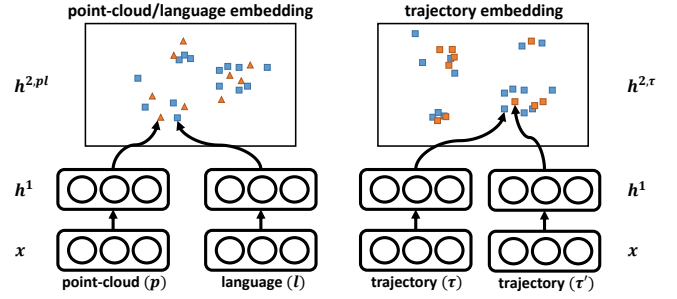 point-cloud/language embedding
trajectory embedding
h^{2,pl}
h^{2,τ}
h^1
h^1
x
x
point-cloud (p)
language (l)
trajectory (τ)
trajectory (τ′)